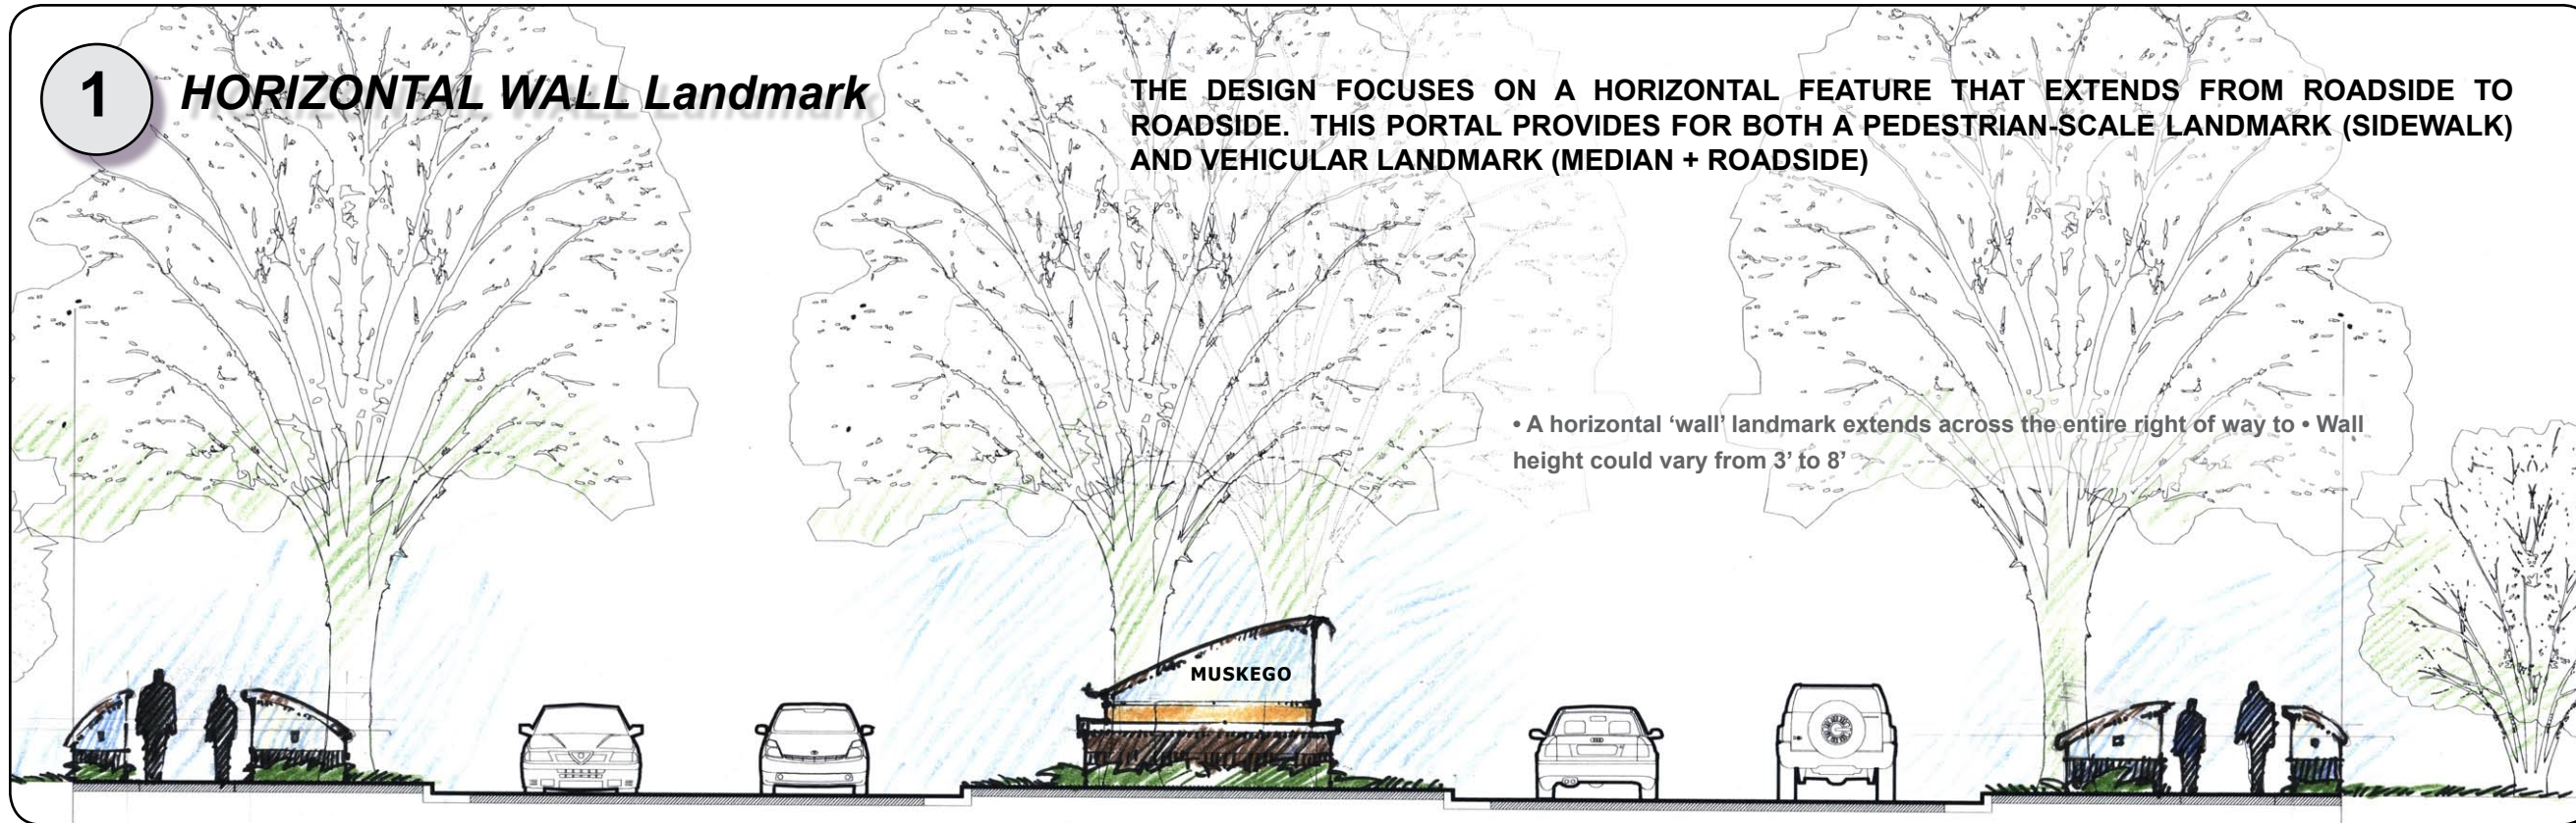 1
HORIZONTAL WALL Landmark
THE DESIGN FOCUSES ON A HORIZONTAL FEATURE THAT EXTENDS FROM ROADSIDE TO
ROADSIDE. THIS PORTAL PROVIDES FOR BOTH A PEDESTRIAN-SCALE LANDMARK (SIDEWALK)
AND VEHICULAR LANDMARK (MEDIAN + ROADSIDE)
• A horizontal ‘wall’ landmark extends across the entire right of way to • Wall
height could vary from 3’ to 8’
MUSKEGO